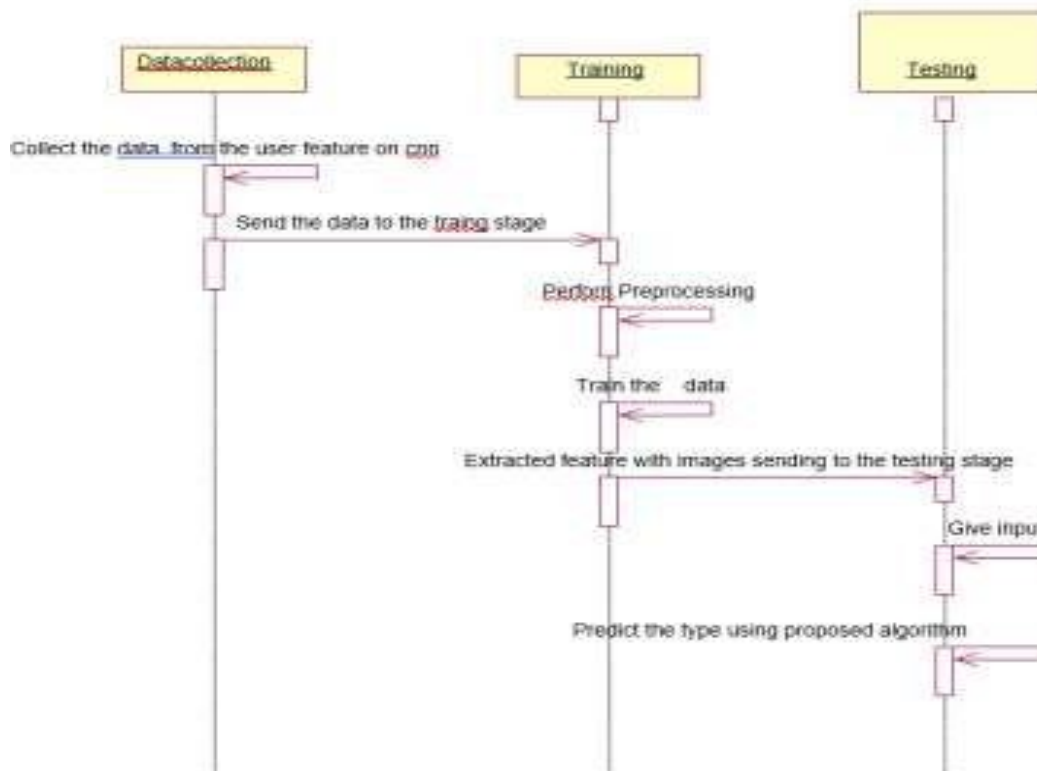 Datacollection
Training
Testing
Collect the data from the user feature on cnn
Send the data to the traing stage
Perform Preprocessing
Train the data
Extracted feature with images sending to the testing stage
Give inpu
Predict the type using proposed algorithm